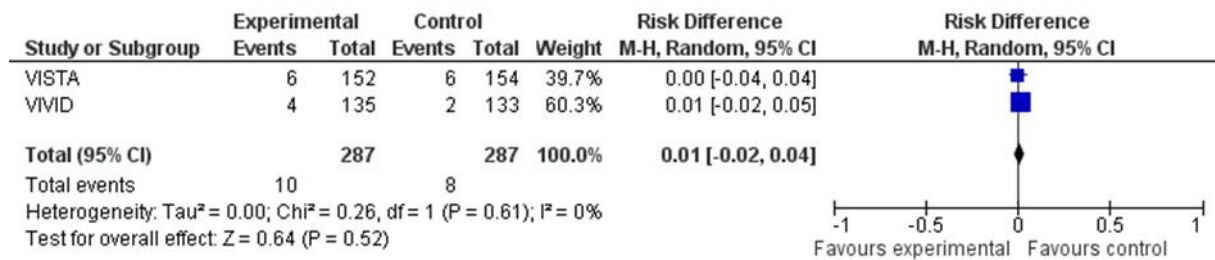 Experimental Control Risk Difference Risk Difference
Study or Subgroup Events Total Events Total Weight M-H, Random, 95% CI M-H, Random, 95% CI
VISTA 6 152 6 154 39.7% 0.00 [-0.04, 0.04]
VIVID 4 135 2 133 60.3% 0.01 [-0.02, 0.05]
Total (95% CI) 287 287 100.0% 0.01 [-0.02, 0.04]
Total events 10 8
Heterogeneity: Tau² = 0.00; Chi² = 0.26, df = 1 (P = 0.61); I² = 0%
Test for overall effect: Z = 0.64 (P = 0.52)
-1 -0.5 0 0.5 1
Favours experimental Favours control